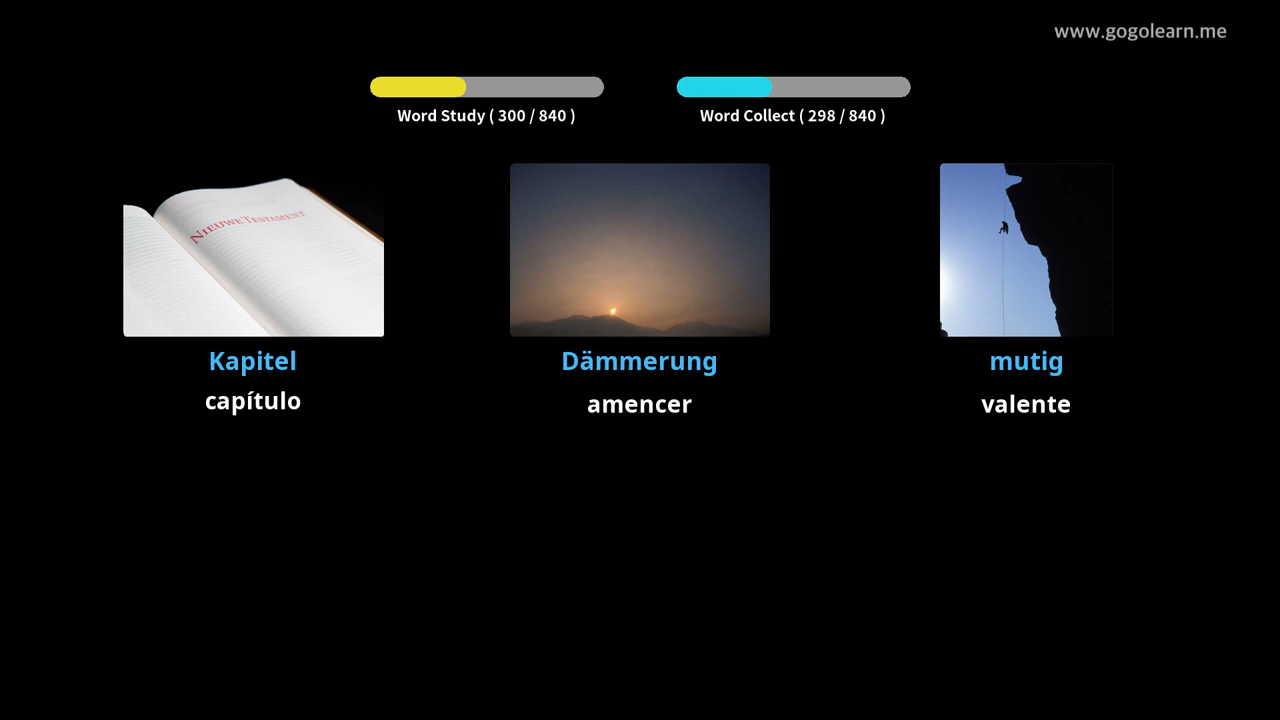 www.gogolearn.me
Word Study ( 300 / 840 )
Word Collect ( 298 / 840 )
NIEUWE TESTAMENT
Kapitel
Dämmerung
mutig
capítulo
amencer
valente